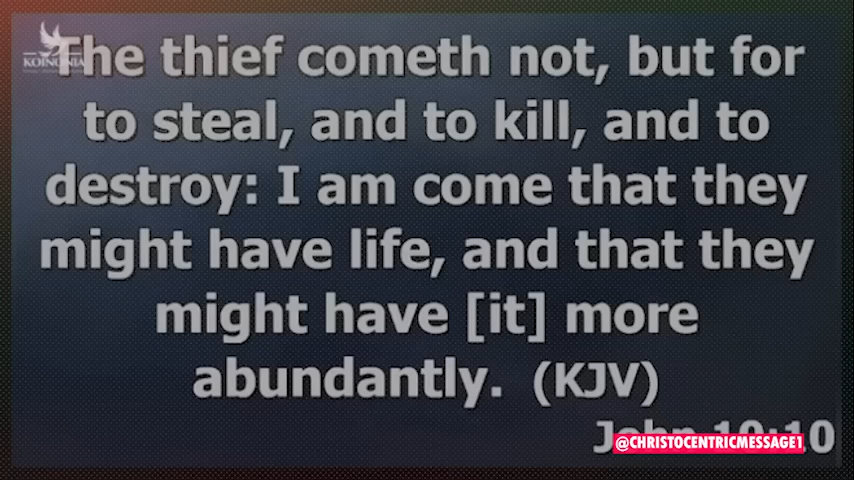 KOINONIA
The thief cometh not, but for
to steal, and to kill, and to
destroy: I am come that they
might have life, and that they
might have [it] more
abundantly. (KJV)
John 10:10
@CHRISTOCENTRICMESSAGE1